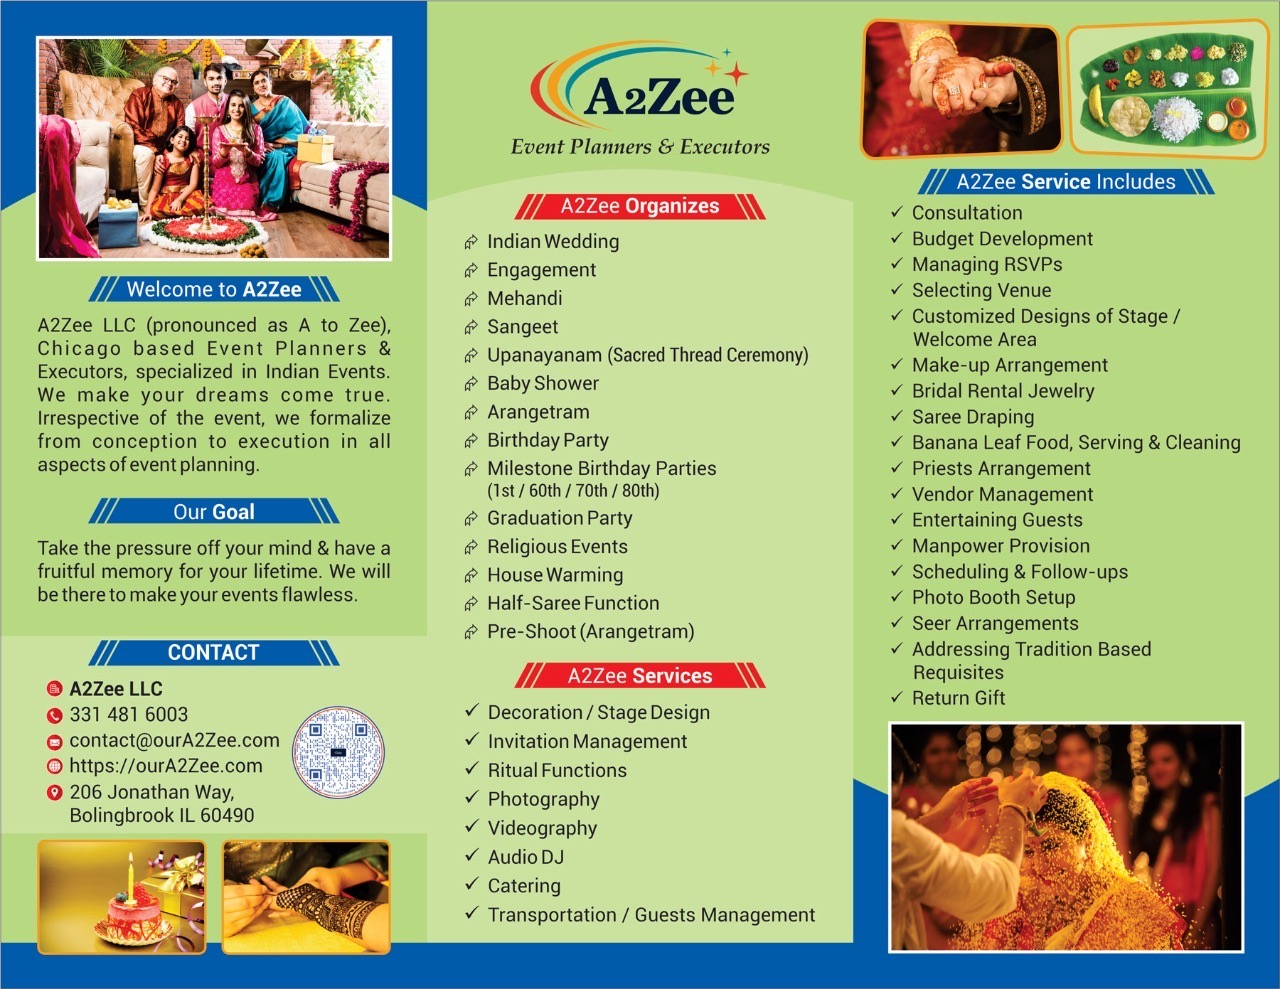 Welcome to A2Zee
A2Zee LLC (pronounced as A to Zee),
Chicago based Event Planners &
Executors, specialized in Indian Events.
We make your dreams come true.
Irrespective of the event, we formalize
from conception to execution in all
aspects of event planning.
Our Goal
Take the pressure off your mind & have a
fruitful memory for your lifetime. We will
be there to make your events flawless.
CONTACT
A2Zee LLC
331 481 6003
contact@ourA2Zee.com
https://ourA2Zee.com
206 Jonathan Way,
Bolingbrook IL 60490
A2Zee
Event Planners & Executors
A2Zee Organizes
Indian Wedding
Engagement
Mehandi
Sangeet
Upanayanam (Sacred Thread Ceremony)
Baby Shower
Arangetram
Birthday Party
Milestone Birthday Parties
(1st / 60th / 70th / 80th)
Graduation Party
Religious Events
House Warming
Half-Saree Function
Pre-Shoot (Arangetram)
A2Zee Services
Decoration / Stage Design
Invitation Management
Ritual Functions
Photography
Videography
Audio DJ
Catering
Transportation / Guests Management
A2Zee Service Includes
Consultation
Budget Development
Managing RSVPs
Selecting Venue
Customized Designs of Stage /
Welcome Area
Make-up Arrangement
Bridal Rental Jewelry
Saree Draping
Banana Leaf Food, Serving & Cleaning
Priests Arrangement
Vendor Management
Entertaining Guests
Manpower Provision
Scheduling & Follow-ups
Photo Booth Setup
Seer Arrangements
Addressing Tradition Based
Requisites
Return Gift